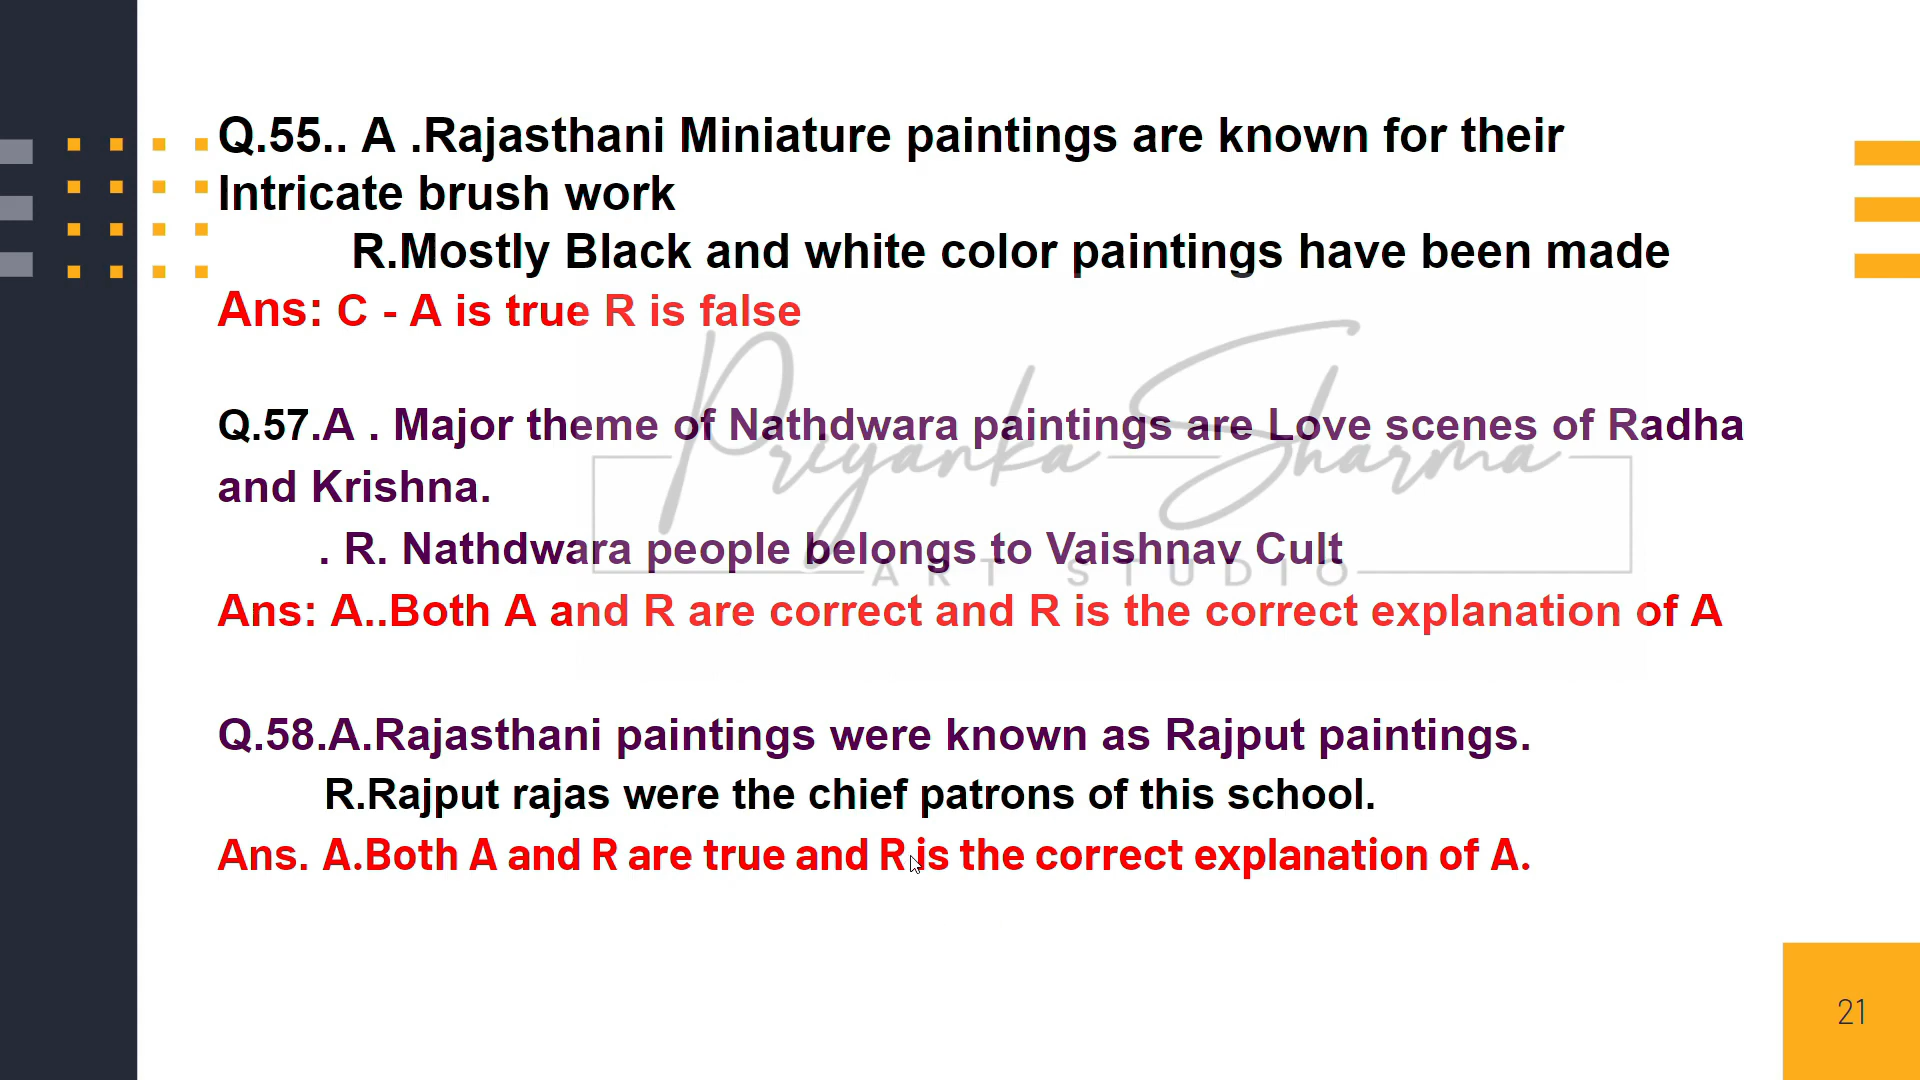 Q.55.. A .Rajasthani Miniature paintings are known for their
Intricate brush work
R.Mostly Black and white color paintings have been made
Ans: C - A is true R is false
Q.57.A . Major theme of Nathdwara paintings are Love scenes of Radha
and Krishna.
. R. Nathdwara people belongs to Vaishnav Cult
Ans: A..Both A and R are correct and R is the correct explanation of A
Priyanka Sharma
ART STUDIO
Q.58.A.Rajasthani paintings were known as Rajput paintings.
R.Rajput rajas were the chief patrons of this school.
Ans. A.Both A and R are true and R is the correct explanation of A.
21